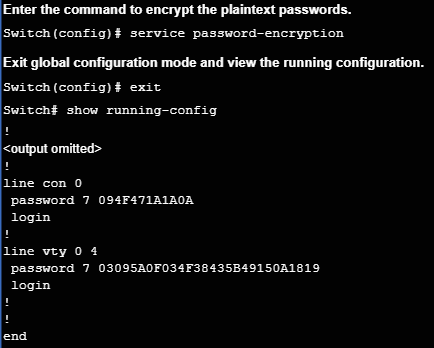 Enter the command to encrypt the plaintext passwords.
Switch(config)# service password-encryption
Exit global configuration mode and view the running configuration.
Switch(config)# exit
Switch# show running-config
!
<output omitted>
!
line con 0
password 7 094F471A1A0A
login
!
line vty 0 4
password 7 03095A0F034F38435B49150A1819
login
!
!
end